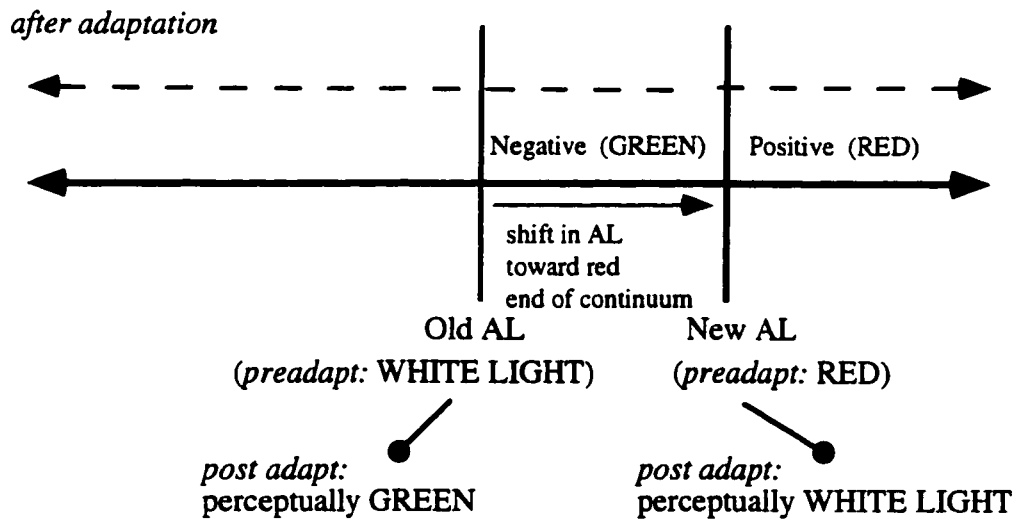 after adaptation
Negative (GREEN) Positive (RED)
shift in AL
toward red
end of continuum
Old AL New AL
(preadapt: WHITE LIGHT) (preadapt: RED)
post adapt: post adapt:
perceptually GREEN perceptually WHITE LIGHT